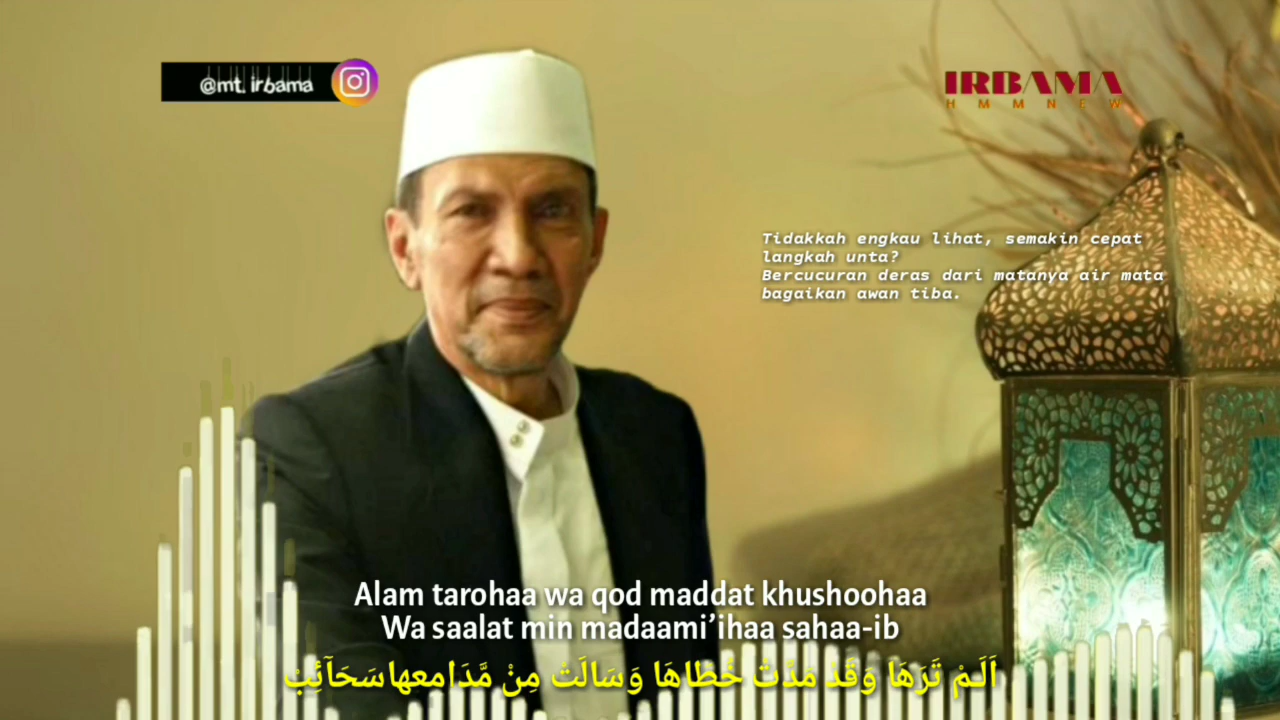 @mt. irbama
IRBAMA
HMMNEW
Tidakkah engkau lihat, semakin cepat
langkah unta?
Bercucuran deras dari matanya air mata
bagaikan awan tiba.
Alam tarohaa wa qod maddat khushoohaa
Wa saalat min madaami’ihaa sahaa-ib
اَلَمْ تَرَهَا وَقَدْ مَدَّتْ خُطَاهَا وَسَالَتْ مِنْ مَّدَامعهاسَحَآئِبْ